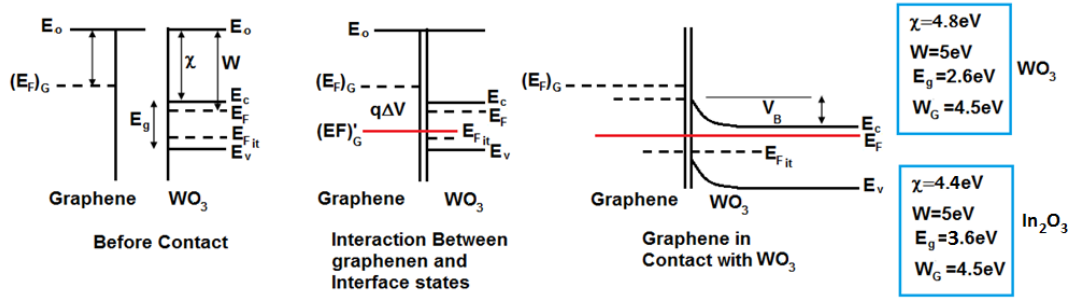 Eo
Eo
(EF)G
χ
W
Ec
EF
Eg
EFit
Ev
Graphene
WO3
Before Contact
Eo
(EF)G
qΔV
Ec
EF
(EF)'G
EFit
Ev
Graphene
WO3
Interaction Between
graphenen and
Interface states
(EF)G
VB
Ec
EF
EFit
Ev
Graphene
WO3
Graphene in
Contact with WO3
χ=4.8eV
W=5eV
Eg=2.6eV
WG=4.5eV
WO3
χ=4.4eV
W=5eV
Eg=3.6eV
WG=4.5eV
In2O3